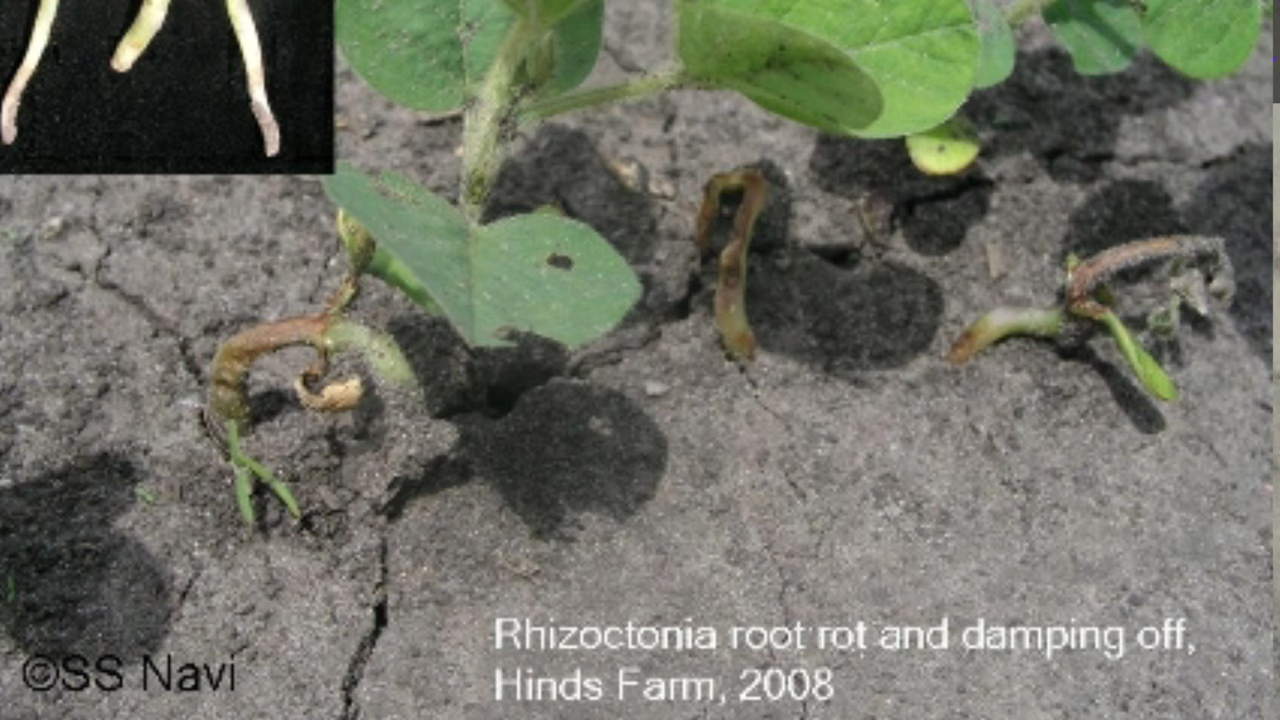 Rhizoctonia root rot and damping off,
Hinds Farm, 2008
©SS Navi